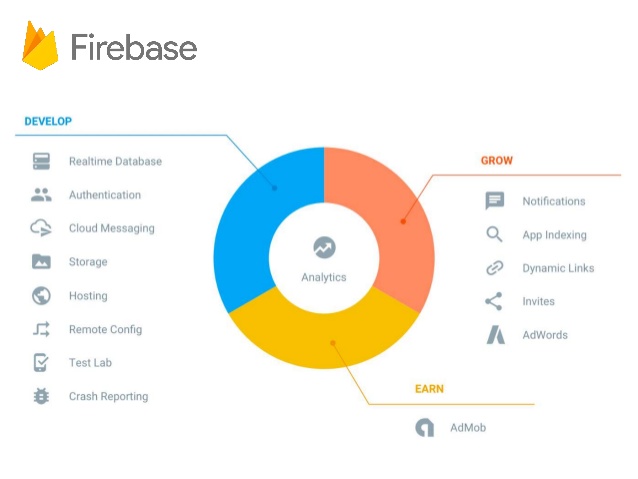 Firebase
DEVELOP
Realtime Database
Authentication
Cloud Messaging
Storage
Hosting
Remote Config
Test Lab
Crash Reporting
Analytics
GROW
Notifications
App Indexing
Dynamic Links
Invites
AdWords
EARN
AdMob